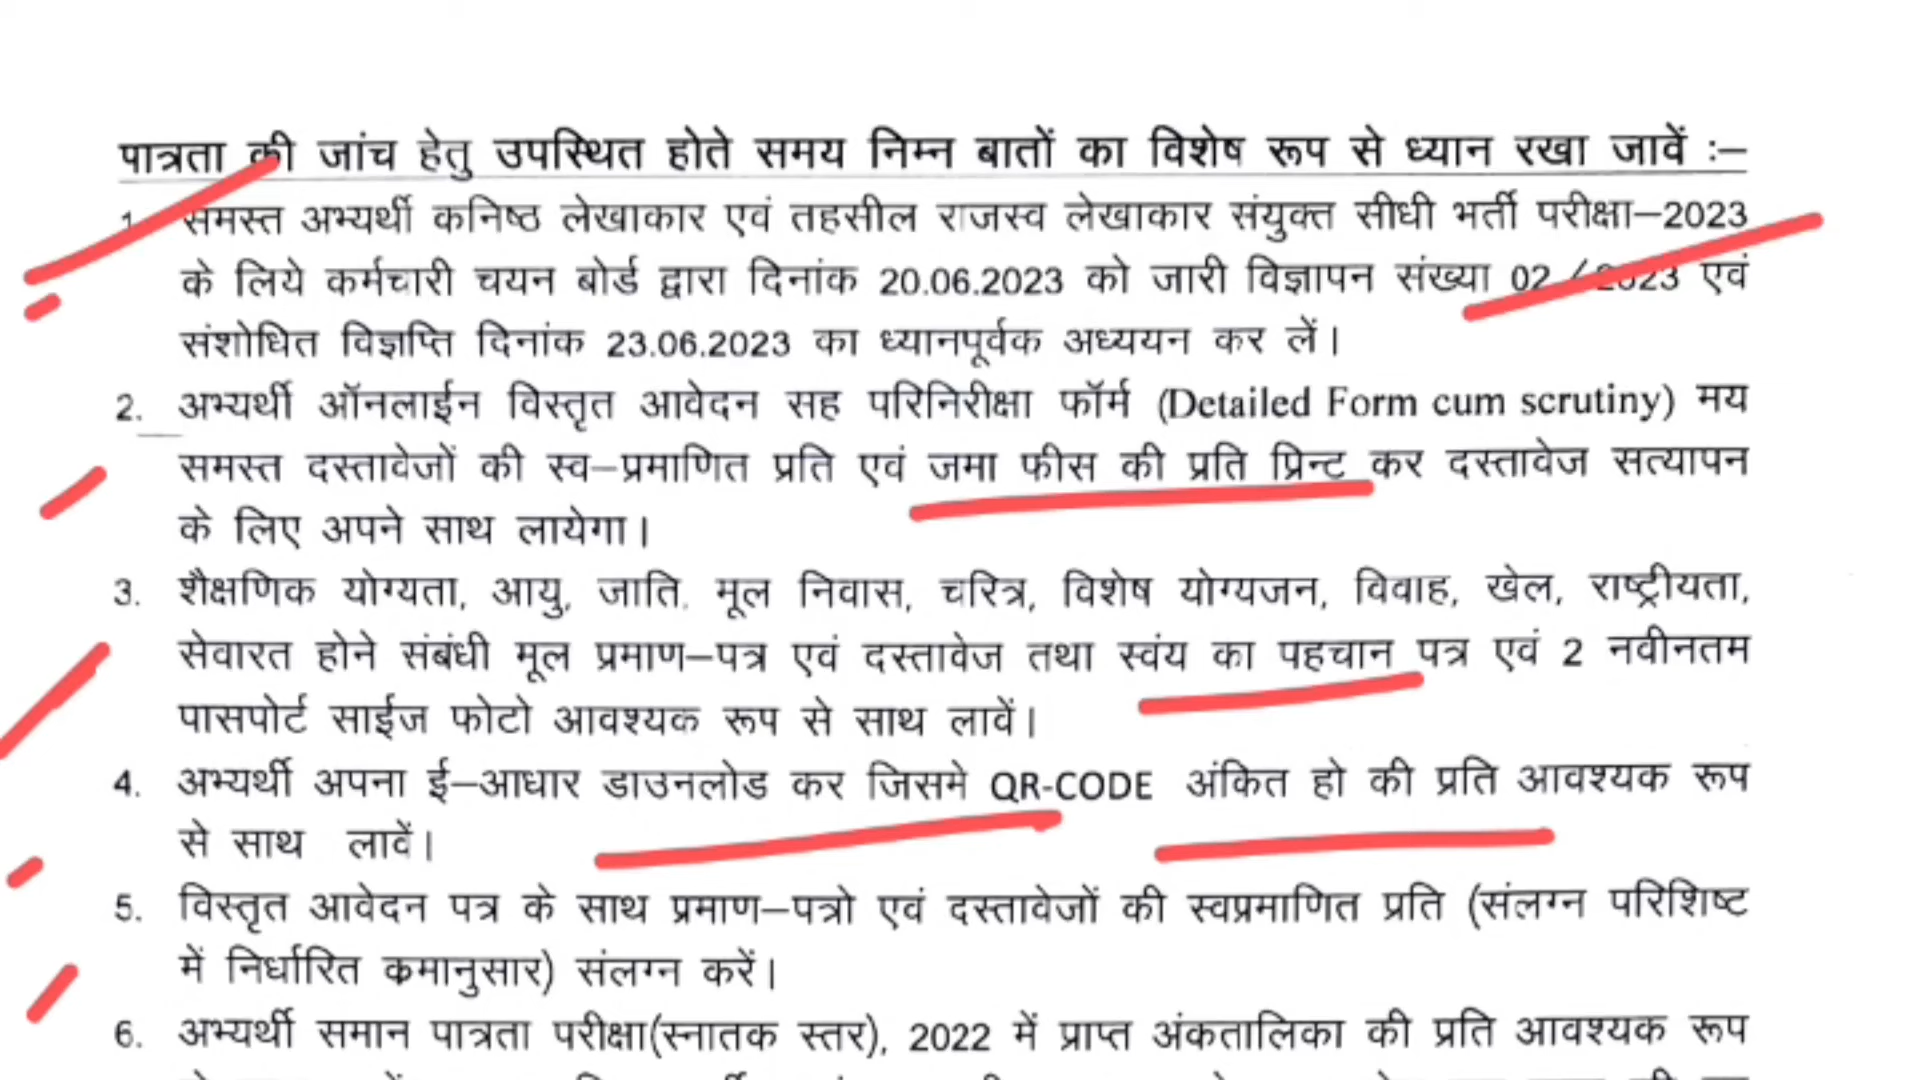 पात्रता की जांच हेतु उपस्थित होते समय निम्न बातों का विशेष रूप से ध्यान रखा जावें :–
1. समस्त अभ्यर्थी कनिष्ठ लेखाकार एवं तहसील राजस्व लेखाकार संयुक्त सीधी भर्ती परीक्षा–2023
के लिये कर्मचारी चयन बोर्ड द्वारा दिनांक 20.06.2023 को जारी विज्ञापन संख्या 02 / 2023 एवं
संशोधित विज्ञप्ति दिनांक 23.06.2023 का ध्यानपूर्वक अध्ययन कर लें।
2. अभ्यर्थी ऑनलाईन विस्तृत आवेदन सह परिनिरीक्षा फॉर्म (Detailed Form cum scrutiny) मय
समस्त दस्तावेजों की स्व–प्रमाणित प्रति एवं जमा फीस की प्रति प्रिन्ट कर दस्तावेज सत्यापन
के लिए अपने साथ लायेगा।
3. शैक्षणिक योग्यता, आयु, जाति, मूल निवास, चरित्र, विशेष योग्यजन, विवाह, खेल, राष्ट्रीयता,
सेवारत होने संबंधी मूल प्रमाण–पत्र एवं दस्तावेज तथा स्वंय का पहचान पत्र एवं 2 नवीनतम
पासपोर्ट साईज फोटो आवश्यक रूप से साथ लावें।
4. अभ्यर्थी अपना ई–आधार डाउनलोड कर जिसमे QR-CODE अंकित हो की प्रति आवश्यक रूप
से साथ लावें।
5. विस्तृत आवेदन पत्र के साथ प्रमाण–पत्रो एवं दस्तावेजों की स्वप्रमाणित प्रति (संलग्न परिशिष्ट
में निर्धारित क्रमानुसार) संलग्न करें।
6. अभ्यर्थी समान पात्रता परीक्षा(स्नातक स्तर), 2022 में प्राप्त अंकतालिका की प्रति आवश्यक रूप